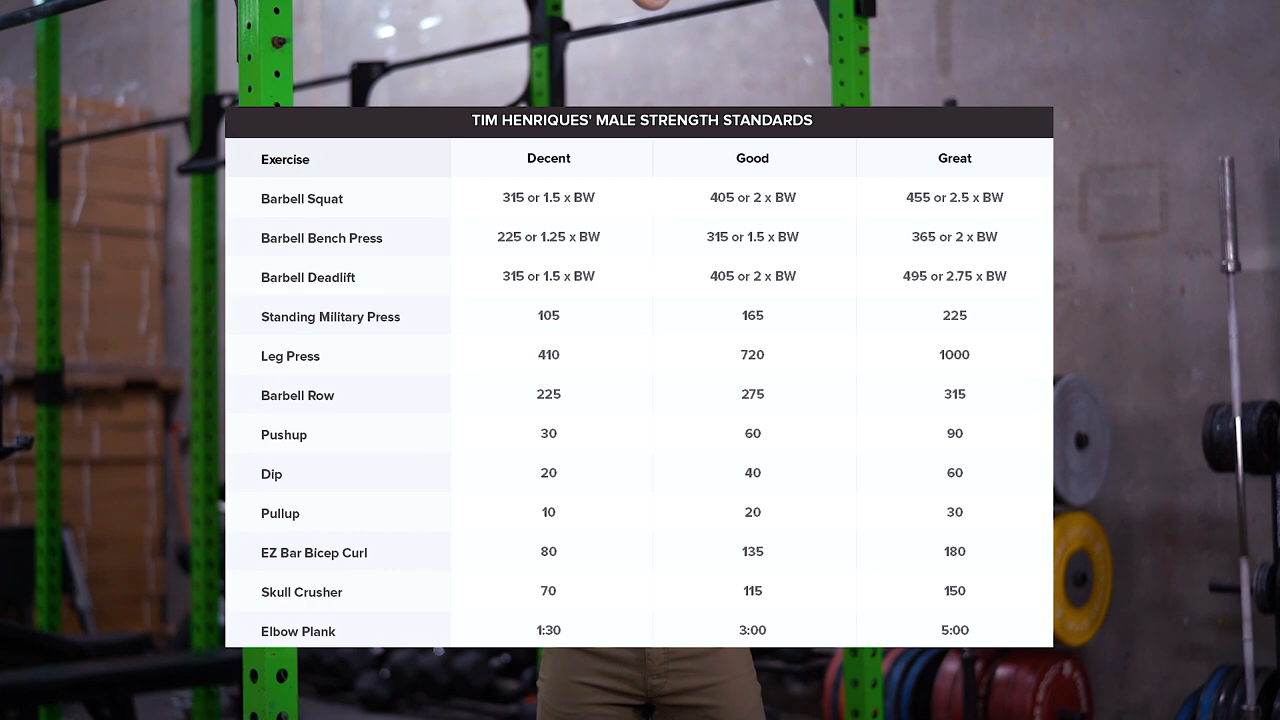 TIM HENRIQUES' MALE STRENGTH STANDARDS
Exercise Decent Good Great
Barbell Squat 315 or 1.5 x BW 405 or 2 x BW 455 or 2.5 x BW
Barbell Bench Press 225 or 1.25 x BW 315 or 1.5 x BW 365 or 2 x BW
Barbell Deadlift 315 or 1.5 x BW 405 or 2 x BW 495 or 2.75 x BW
Standing Military Press 105 165 225
Leg Press 410 720 1000
Barbell Row 225 275 315
Pushup 30 60 90
Dip 20 40 60
Pullup 10 20 30
EZ Bar Bicep Curl 80 135 180
Skull Crusher 70 115 150
Elbow Plank 1:30 3:00 5:00